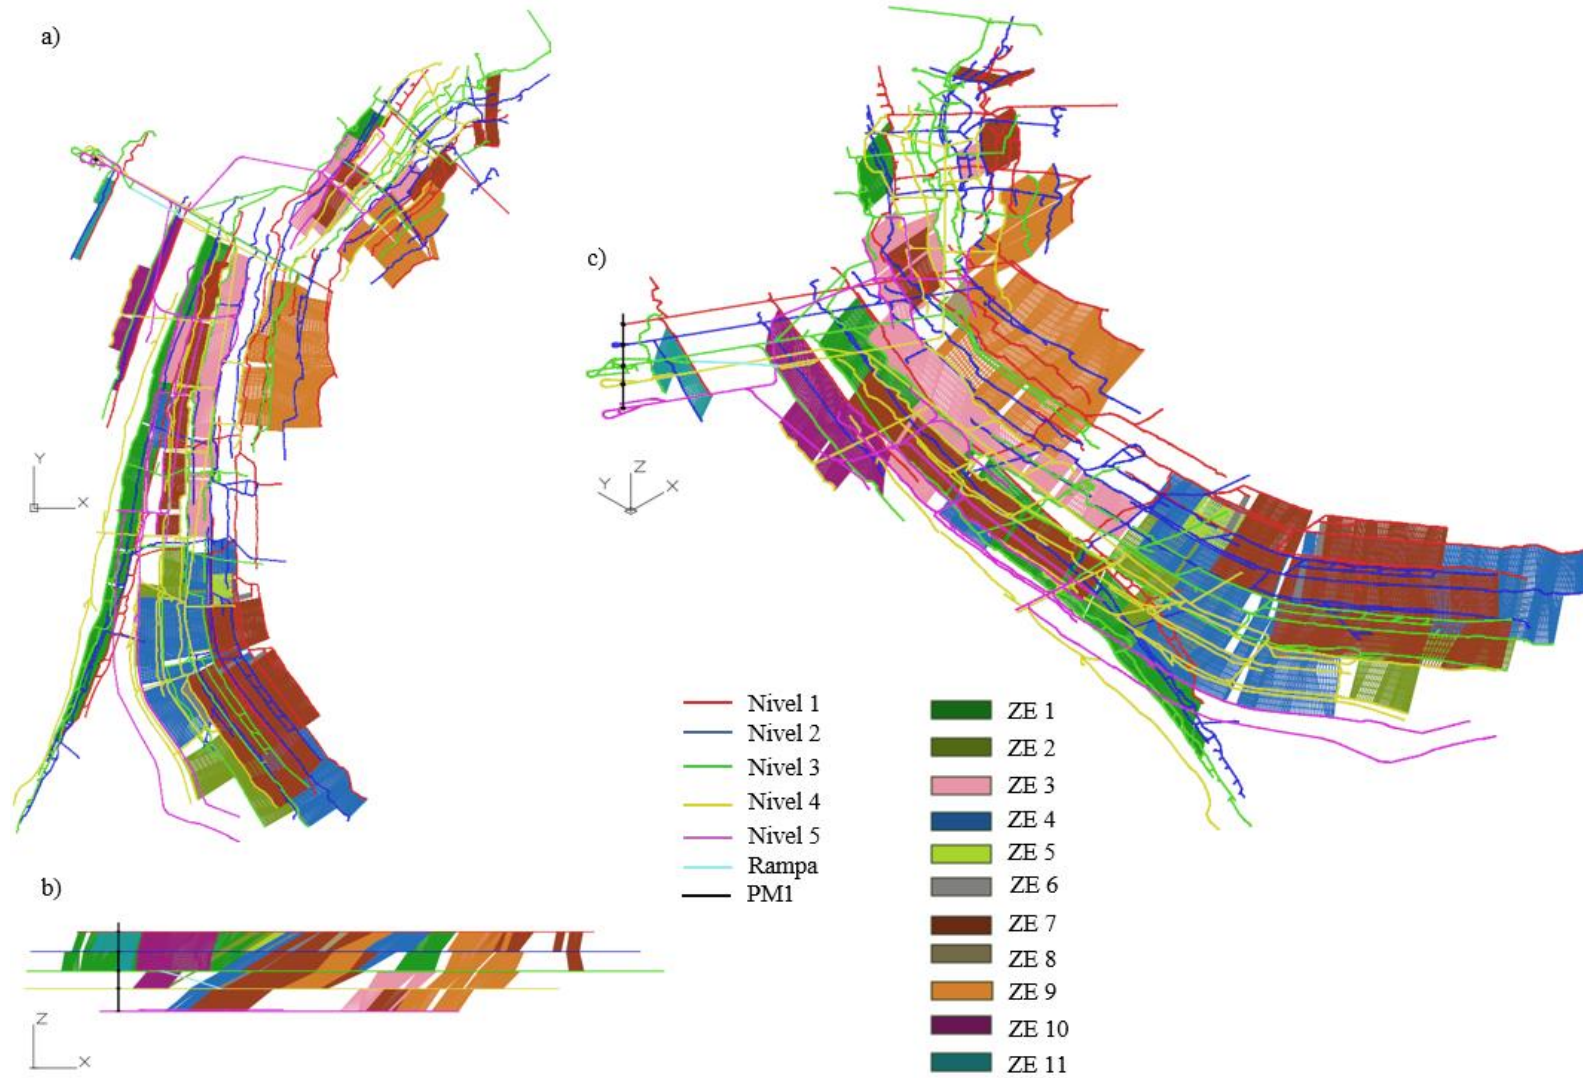 a)
c)
Y
X
Z
Y
X
b)
Z
X
Nivel 1
Nivel 2
Nivel 3
Nivel 4
Nivel 5
Rampa
PM1
ZE 1
ZE 2
ZE 3
ZE 4
ZE 5
ZE 6
ZE 7
ZE 8
ZE 9
ZE 10
ZE 11